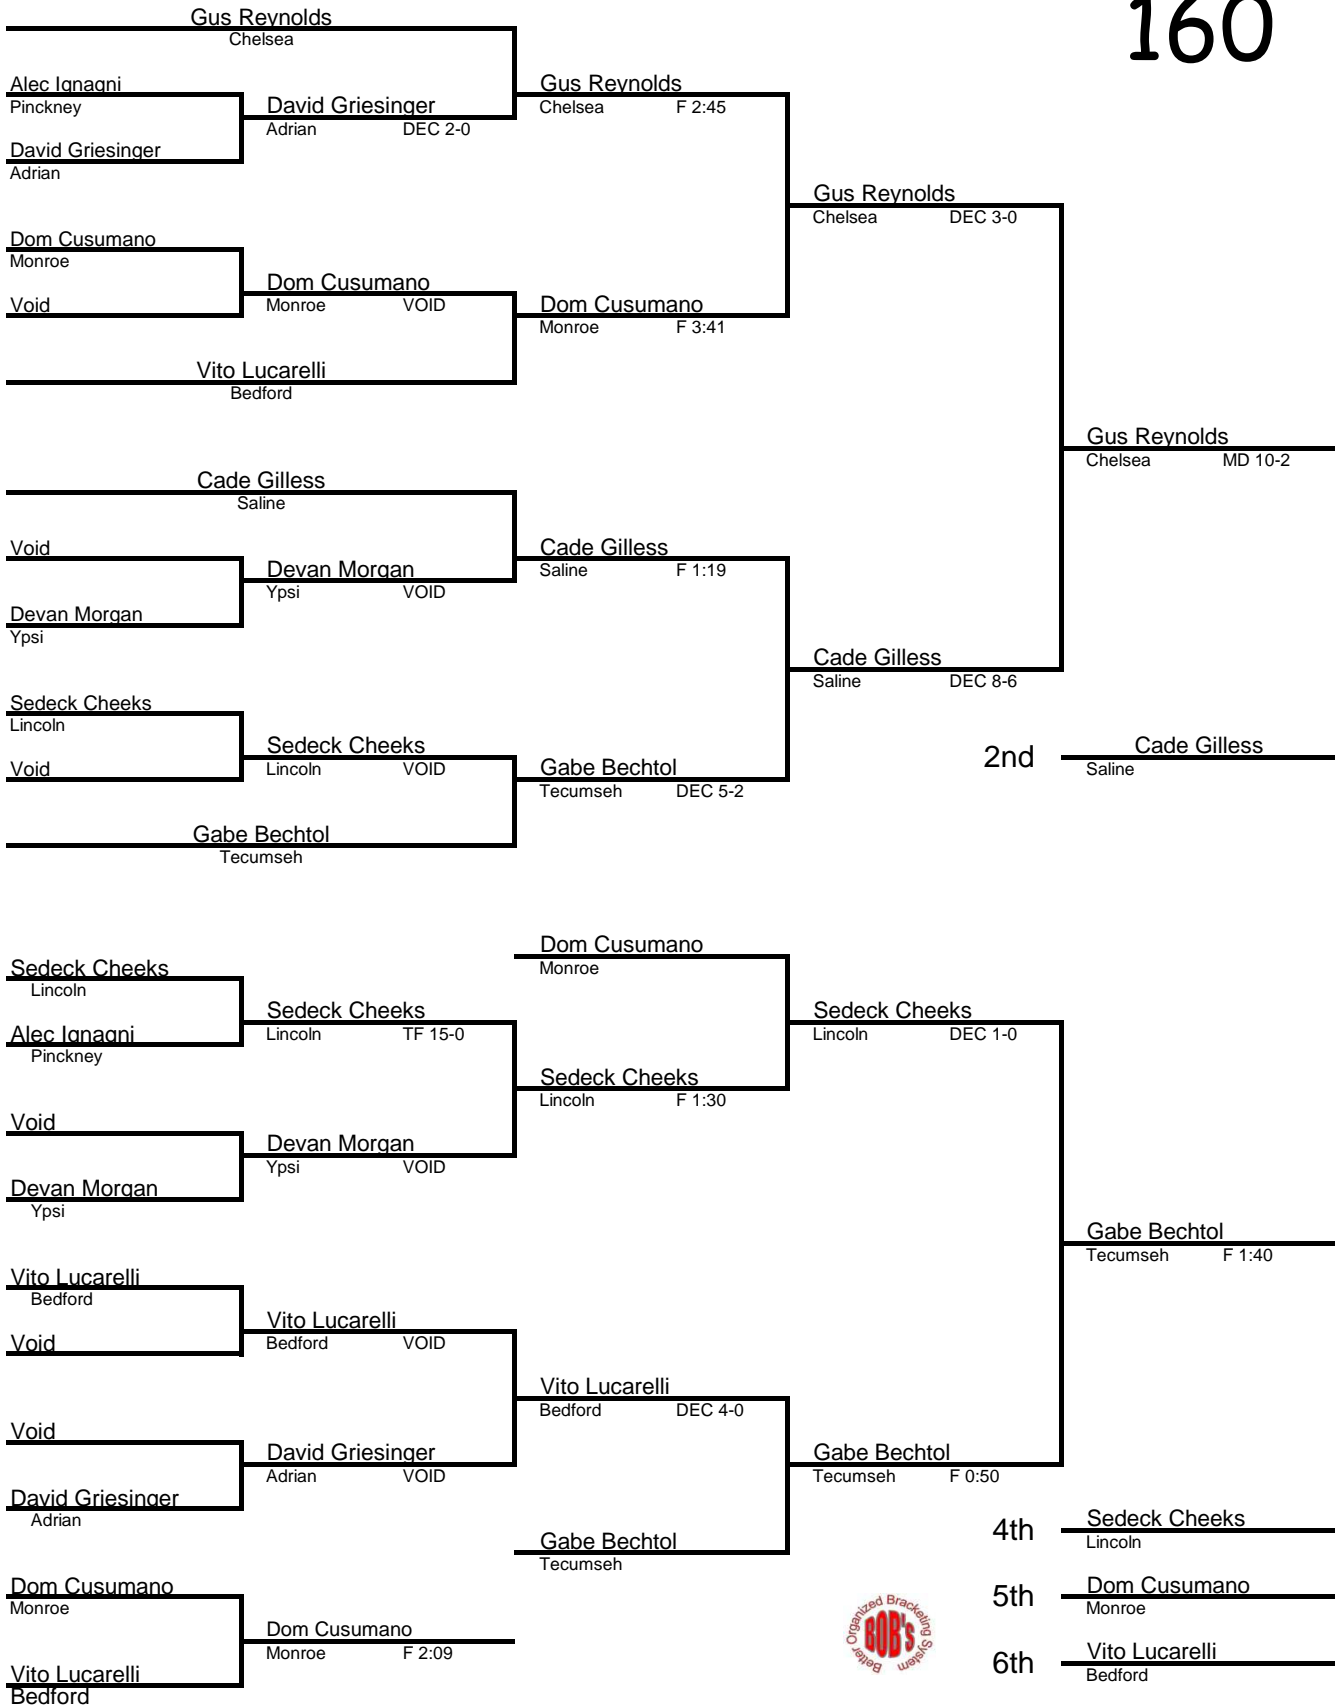 160
Gus Reynolds
Chelsea
Alec Ignagni
Pinckney
David Griesinger
Adrian
David Griesinger
Adrian DEC 2-0
Gus Reynolds
Chelsea F 2:45
Dom Cusumano
Monroe
Void
Dom Cusumano
Monroe VOID
Vito Lucarelli
Bedford
Dom Cusumano
Monroe F 3:41
Gus Reynolds
Chelsea DEC 3-0
Cade Gilless
Saline
Void
Devan Morgan
Ypsi
Devan Morgan
Ypsi VOID
Cade Gilless
Saline F 1:19
Sedeck Cheeks
Lincoln
Void
Sedeck Cheeks
Lincoln VOID
Gabe Bechtol
Tecumseh
Gabe Bechtol
Tecumseh DEC 5-2
Cade Gilless
Saline DEC 8-6
Gus Reynolds
Chelsea MD 10-2
2nd Cade Gilless
Saline
Sedeck Cheeks
Lincoln
Alec Ignagni
Pinckney
Sedeck Cheeks
Lincoln TF 15-0
Void
Devan Morgan
Ypsi
Devan Morgan
Ypsi VOID
Dom Cusumano
Monroe
Sedeck Cheeks
Lincoln F 1:30
Sedeck Cheeks
Lincoln DEC 1-0
Vito Lucarelli
Bedford
Void
Vito Lucarelli
Bedford VOID
Void
David Griesinger
Adrian
David Griesinger
Adrian VOID
Vito Lucarelli
Bedford DEC 4-0
Gabe Bechtol
Tecumseh
Gabe Bechtol
Tecumseh F 0:50
Gabe Bechtol
Tecumseh F 1:40
Dom Cusumano
Monroe
Vito Lucarelli
Bedford
Dom Cusumano
Monroe F 2:09
Better Organized Bracketing System
BOB'S
4th Sedeck Cheeks
Lincoln
5th Dom Cusumano
Monroe
6th Vito Lucarelli
Bedford